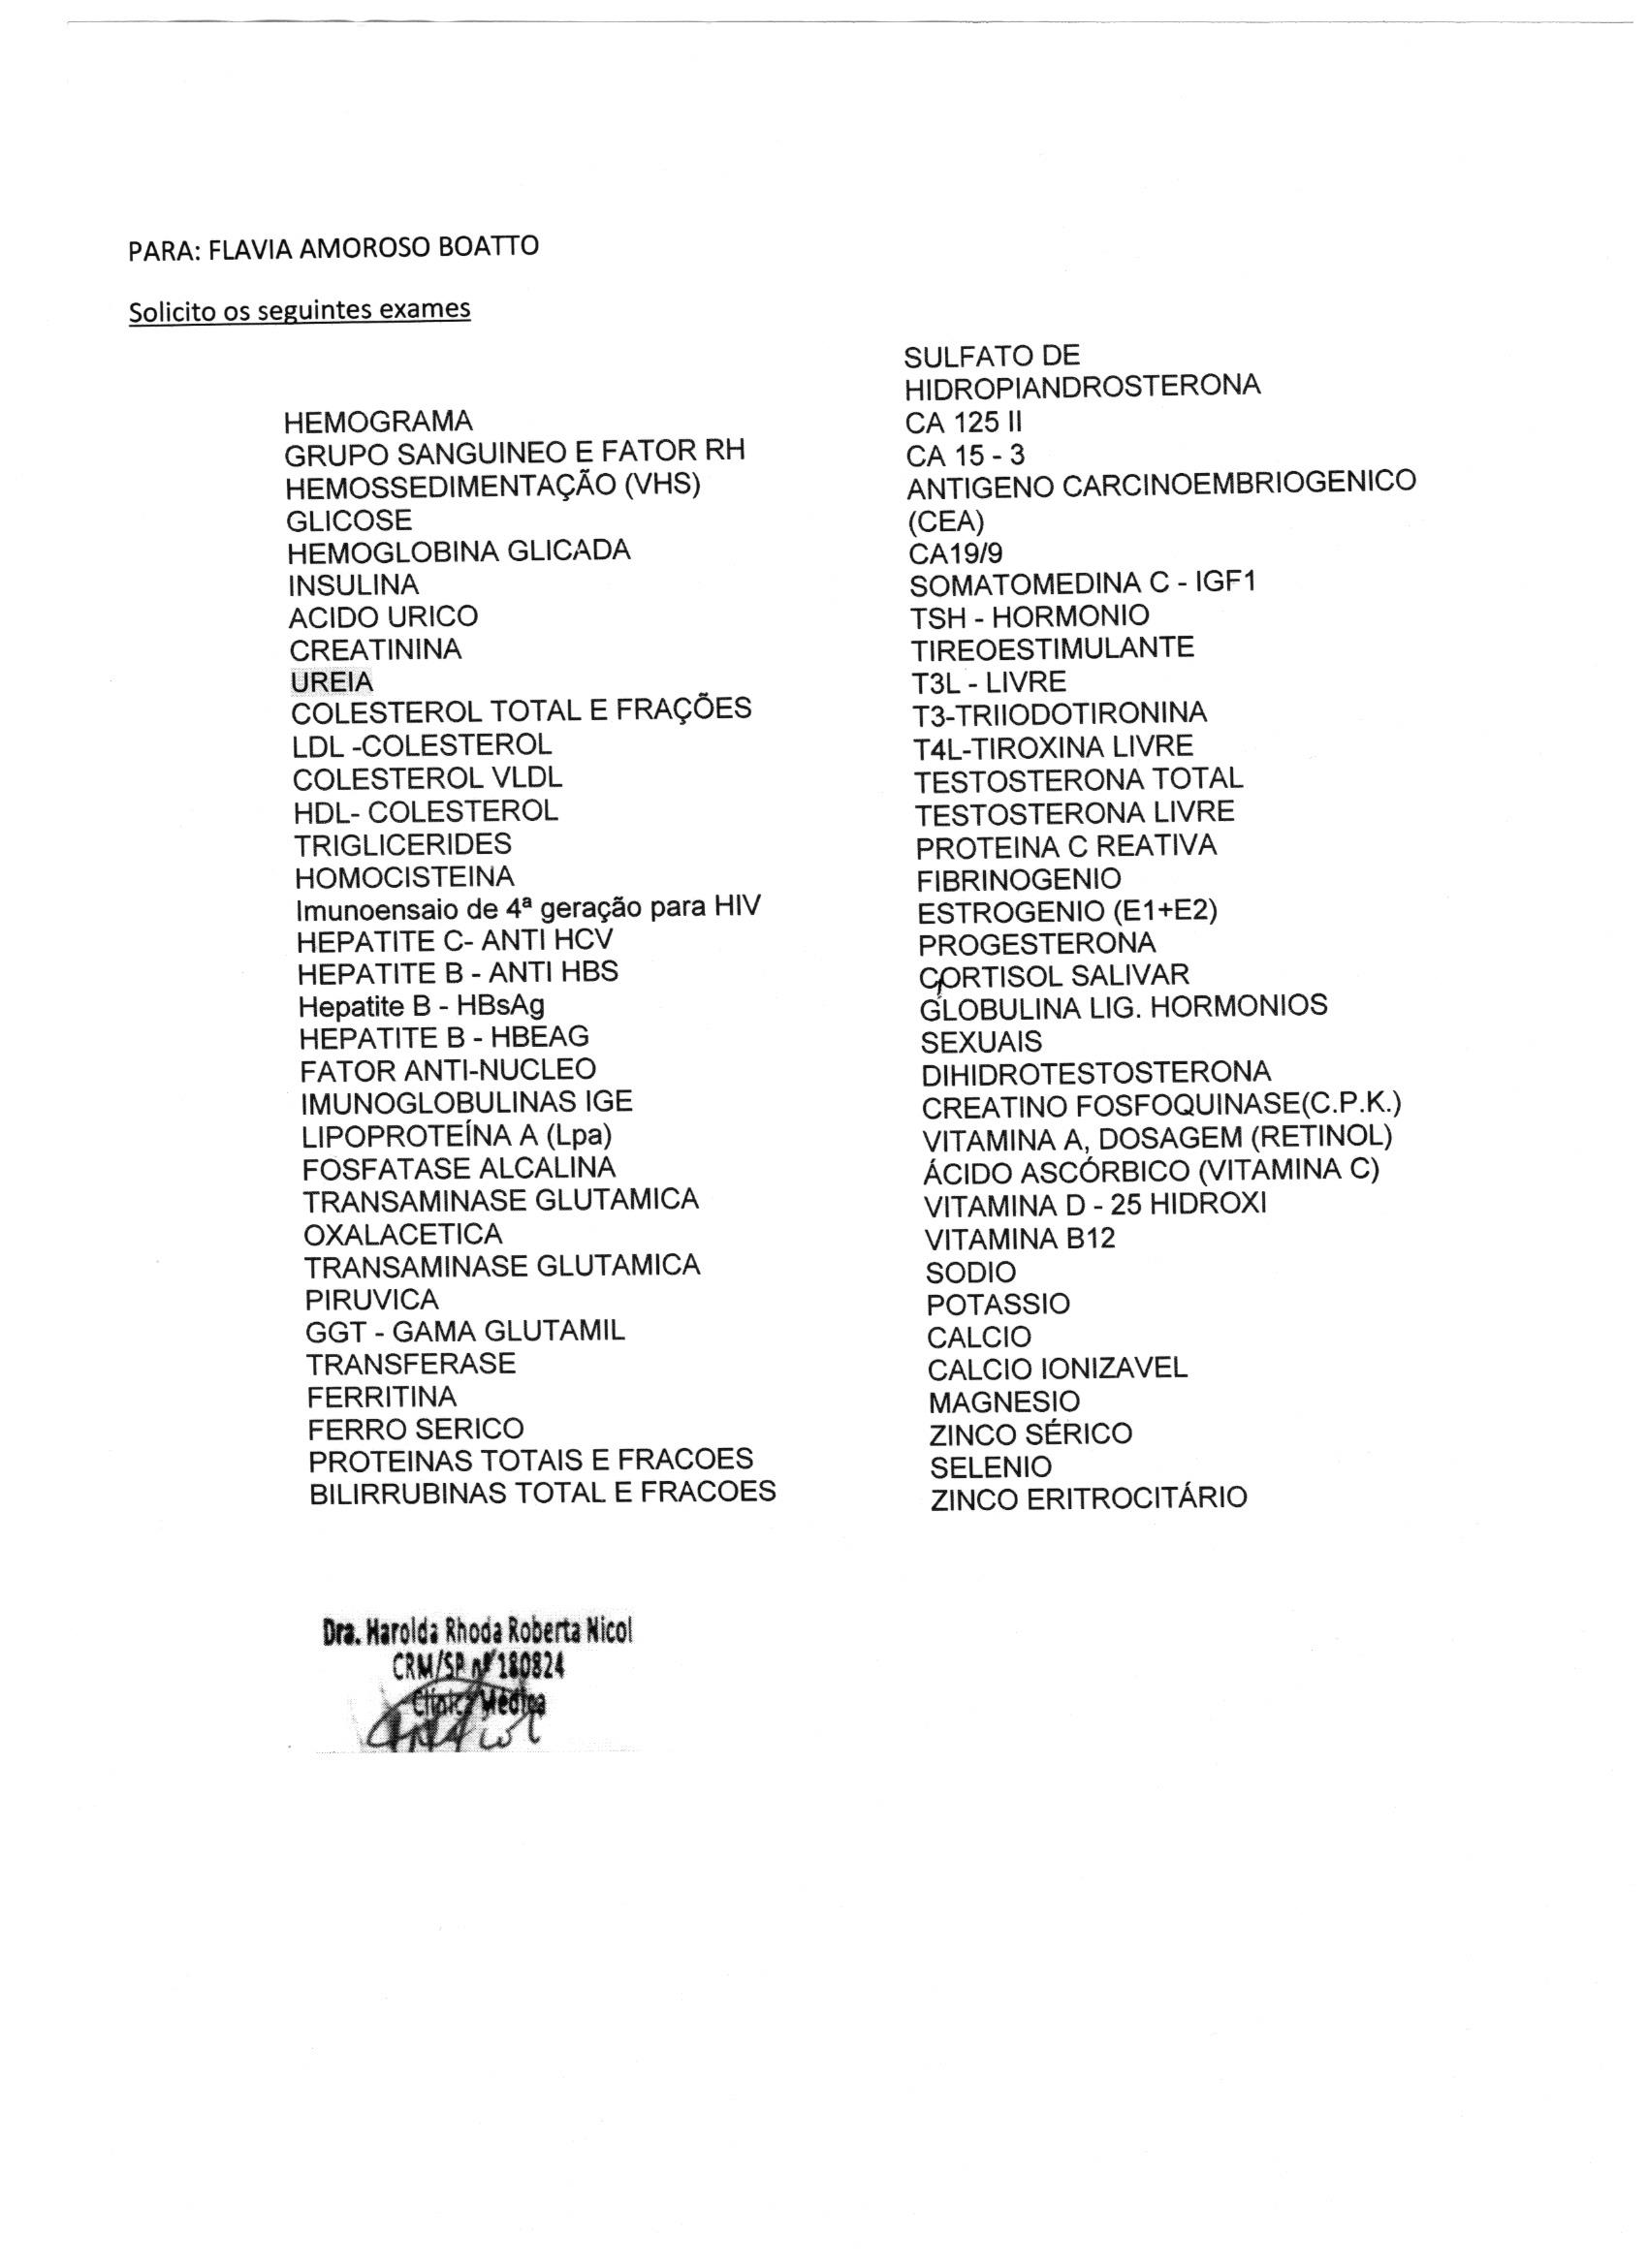 PARA: FLAVIA AMOROSO BOATTO
Solicito os seguintes exames
HEMOGRAMA
GRUPO SANGUINEO E FATOR RH
HEMOSSEDIMENTAÇÃO (VHS)
GLICOSE
HEMOGLOBINA GLICADA
INSULINA
ACIDO URICO
CREATININA
UREIA
COLESTEROL TOTAL E FRAÇÕES
LDL -COLESTEROL
COLESTEROL VLDL
HDL- COLESTEROL
TRIGLICERIDES
HOMOCISTEINA
Imunoensaio de 4ª geração para HIV
HEPATITE C- ANTI HCV
HEPATITE B - ANTI HBS
Hepatite B - HBsAg
HEPATITE B - HBEAG
FATOR ANTI-NUCLEO
IMUNOGLOBULINAS IGE
LIPOPROTEÍNA A (Lpa)
FOSFATASE ALCALINA
TRANSAMINASE GLUTAMICA
OXALACETICA
TRANSAMINASE GLUTAMICA
PIRUVICA
GGT - GAMA GLUTAMIL
TRANSFERASE
FERRITINA
FERRO SERICO
PROTEINAS TOTAIS E FRACOES
BILIRRUBINAS TOTAL E FRACOES
SULFATO DE
HIDROPIANDROSTERONA
CA 125 II
CA 15 - 3
ANTIGENO CARCINOEMBRIOGENICO
(CEA)
CA19/9
SOMATOMEDINA C - IGF1
TSH - HORMONIO
TIREOESTIMULANTE
T3L - LIVRE
T3-TRIIODOTIRONINA
T4L-TIROXINA LIVRE
TESTOSTERONA TOTAL
TESTOSTERONA LIVRE
PROTEINA C REATIVA
FIBRINOGENIO
ESTROGENIO (E1+E2)
PROGESTERONA
CORTISOL SALIVAR
GLOBULINA LIG. HORMONIOS
SEXUAIS
DIHIDROTESTOSTERONA
CREATINO FOSFOQUINASE(C.P.K.)
VITAMINA A, DOSAGEM (RETINOL)
ÁCIDO ASCÓRBICO (VITAMINA C)
VITAMINA D - 25 HIDROXI
VITAMINA B12
SODIO
POTASSIO
CALCIO
CALCIO IONIZAVEL
MAGNESIO
ZINCO SÉRICO
SELENIO
ZINCO ERITROCITÁRIO
Dra. Harolda Rhoda Roberta Nicol
CRM/SP nº 180824
Clínica Médica